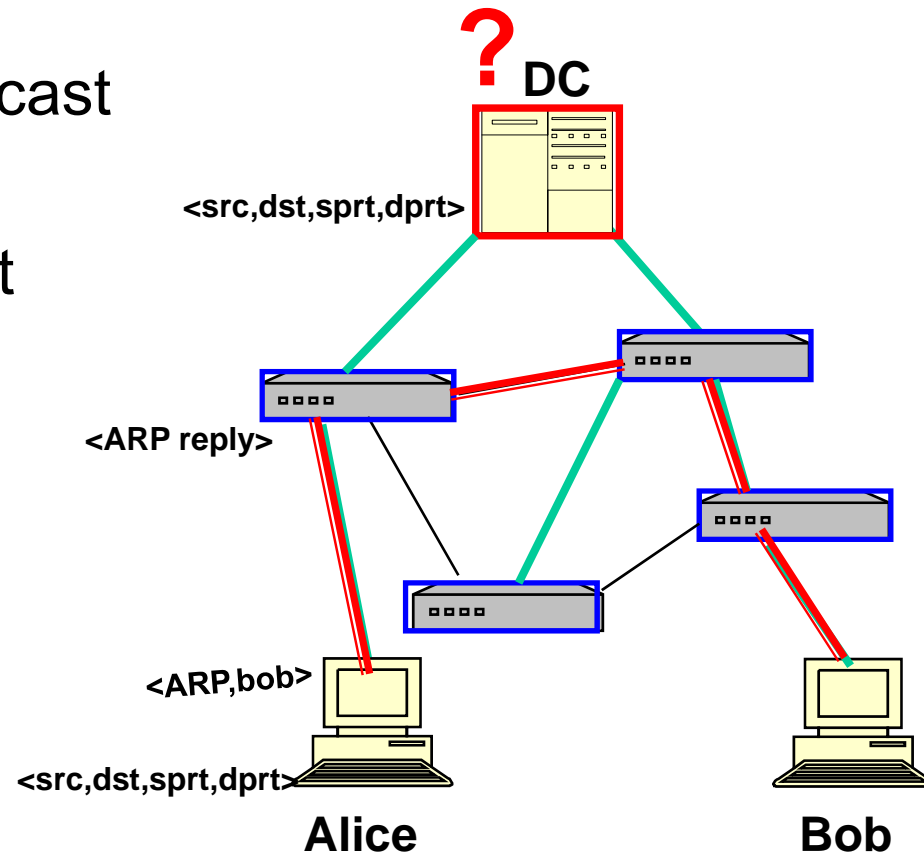 ?
DC
cast
<src,dst,sprt,dprt>
t
<ARP reply>
<ARP,bob>
<src,dst,sprt,dprt>
Alice
Bob